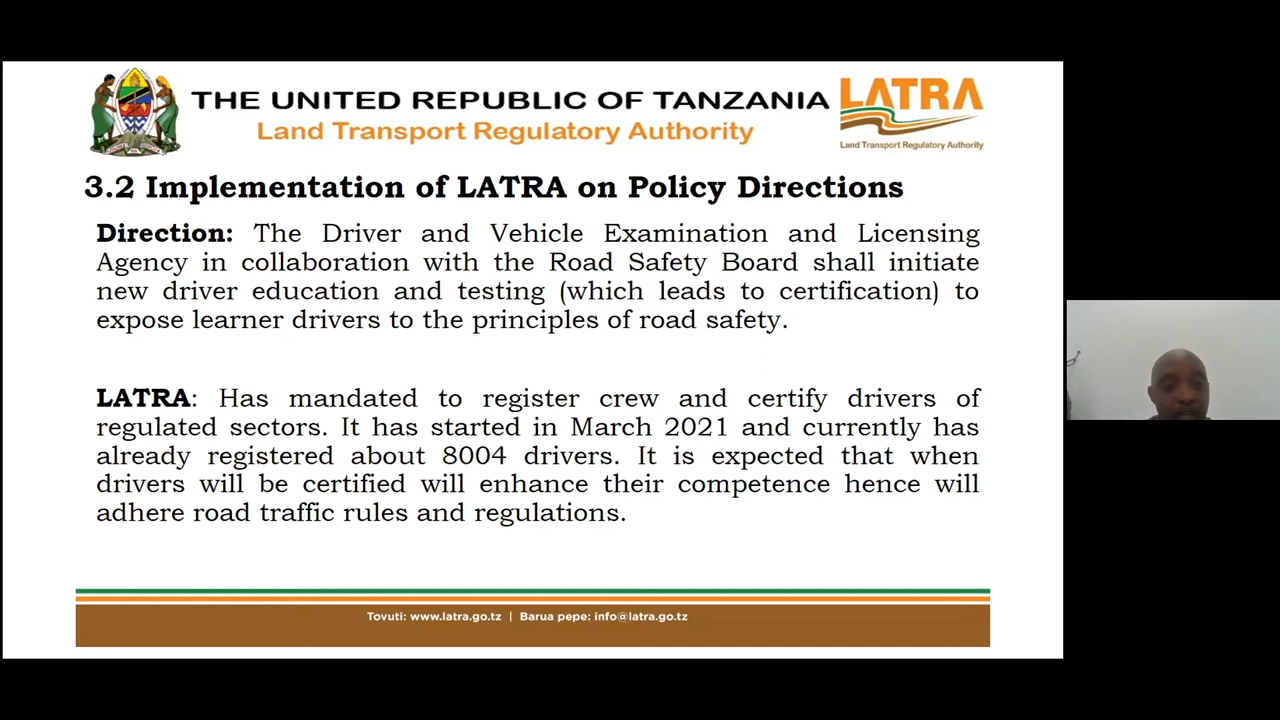 THE UNITED REPUBLIC OF TANZANIA
Land Transport Regulatory Authority
LATRA
Land Transport Regulatory Authority
3.2 Implementation of LATRA on Policy Directions
Direction: The Driver and Vehicle Examination and Licensing
Agency in collaboration with the Road Safety Board shall initiate
new driver education and testing (which leads to certification) to
expose learner drivers to the principles of road safety.
LATRA: Has mandated to register crew and certify drivers of
regulated sectors. It has started in March 2021 and currently has
already registered about 8004 drivers. It is expected that when
drivers will be certified will enhance their competence hence will
adhere road traffic rules and regulations.
Tovuti: www.latra.go.tz | Barua pepe: info@latra.go.tz